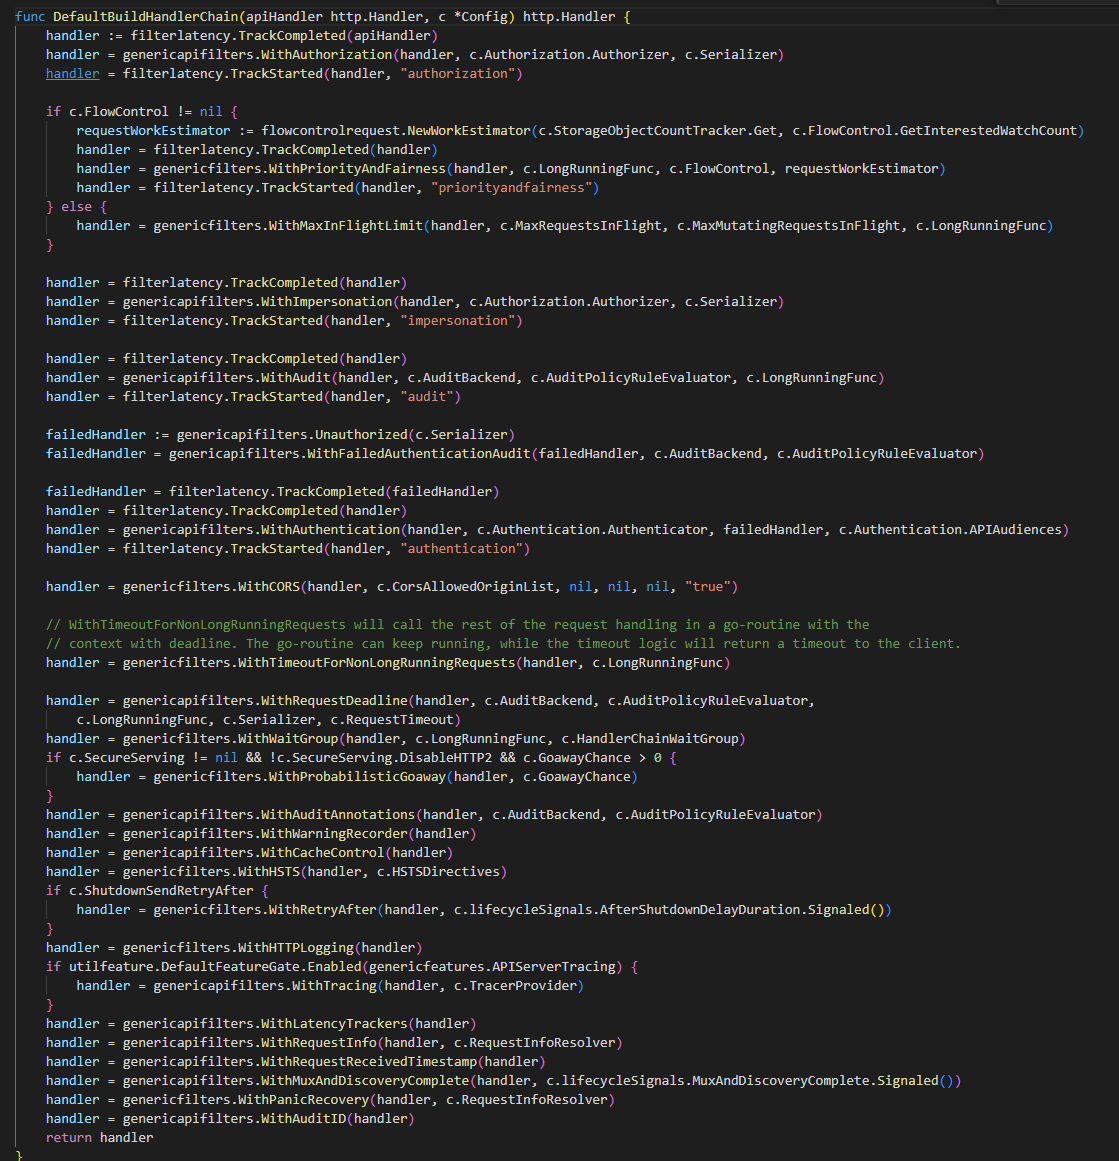 func DefaultBuildHandlerChain(apiHandler http.Handler, c *Config) http.Handler {
    handler := filterlatency.TrackCompleted(apiHandler)
    handler = genericapifilters.WithAuthorization(handler, c.Authorization.Authorizer, c.Serializer)
    handler = filterlatency.TrackStarted(handler, "authorization")

    if c.FlowControl != nil {
        requestWorkEstimator := flowcontrolrequest.NewWorkEstimator(c.StorageObjectCountTracker.Get, c.FlowControl.GetInterestedWatchCount)
        handler = filterlatency.TrackCompleted(handler)
        handler = genericfilters.WithPriorityAndFairness(handler, c.LongRunningFunc, c.FlowControl, requestWorkEstimator)
        handler = filterlatency.TrackStarted(handler, "priorityandfairness")
    } else {
        handler = genericfilters.WithMaxInFlightLimit(handler, c.MaxRequestsInFlight, c.MaxMutatingRequestsInFlight, c.LongRunningFunc)
    }

    handler = filterlatency.TrackCompleted(handler)
    handler = genericapifilters.WithImpersonation(handler, c.Authorization.Authorizer, c.Serializer)
    handler = filterlatency.TrackStarted(handler, "impersonation")

    handler = filterlatency.TrackCompleted(handler)
    handler = genericapifilters.WithAudit(handler, c.AuditBackend, c.AuditPolicyRuleEvaluator, c.LongRunningFunc)
    handler = filterlatency.TrackStarted(handler, "audit")

    failedHandler := genericapifilters.Unauthorized(c.Serializer)
    failedHandler = genericapifilters.WithFailedAuthenticationAudit(failedHandler, c.AuditBackend, c.AuditPolicyRuleEvaluator)

    failedHandler = filterlatency.TrackCompleted(failedHandler)
    handler = filterlatency.TrackCompleted(handler)
    handler = genericapifilters.WithAuthentication(handler, c.Authentication.Authenticator, failedHandler, c.Authentication.APIAudiences)
    handler = filterlatency.TrackStarted(handler, "authentication")

    handler = genericfilters.WithCORS(handler, c.CorsAllowedOriginList, nil, nil, nil, "true")

    // WithTimeoutForNonLongRunningRequests will call the rest of the request handling in a go-routine with the
    // context with deadline. The go-routine can keep running, while the timeout logic will return a timeout to the client.
    handler = genericfilters.WithTimeoutForNonLongRunningRequests(handler, c.LongRunningFunc)

    handler = genericapifilters.WithRequestDeadline(handler, c.AuditBackend, c.AuditPolicyRuleEvaluator,
        c.LongRunningFunc, c.Serializer, c.RequestTimeout)
    handler = genericfilters.WithWaitGroup(handler, c.LongRunningFunc, c.HandlerChainWaitGroup)
    if c.SecureServing != nil && !c.SecureServing.DisableHTTP2 && c.GoawayChance > 0 {
        handler = genericfilters.WithProbabilisticGoaway(handler, c.GoawayChance)
    }
    handler = genericapifilters.WithAuditAnnotations(handler, c.AuditBackend, c.AuditPolicyRuleEvaluator)
    handler = genericapifilters.WithWarningRecorder(handler)
    handler = genericapifilters.WithCacheControl(handler)
    handler = genericfilters.WithHSTS(handler, c.HSTSDirectives)
    if c.ShutdownSendRetryAfter {
        handler = genericfilters.WithRetryAfter(handler, c.lifecycleSignals.AfterShutdownDelayDuration.Signaled())
    }
    handler = genericfilters.WithHTTPLogging(handler)
    if utilfeature.DefaultFeatureGate.Enabled(genericfeatures.APIServerTracing) {
        handler = genericapifilters.WithTracing(handler, c.TracerProvider)
    }
    handler = genericapifilters.WithLatencyTrackers(handler)
    handler = genericapifilters.WithRequestInfo(handler, c.RequestInfoResolver)
    handler = genericapifilters.WithRequestReceivedTimestamp(handler)
    handler = genericapifilters.WithMuxAndDiscoveryComplete(handler, c.lifecycleSignals.MuxAndDiscoveryComplete.Signaled())
    handler = genericfilters.WithPanicRecovery(handler, c.RequestInfoResolver)
    handler = genericapifilters.WithAuditID(handler)
    return handler
}